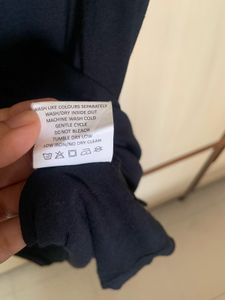 WASH LIKE COLOURS SEPARATELY
WASH/DRY INSIDE OUT
MACHINE WASH COLD
GENTLE CYCLE
DO NOT BLEACH
TUMBLE DRY LOW
LOW IRON/NO DRY CLEAN